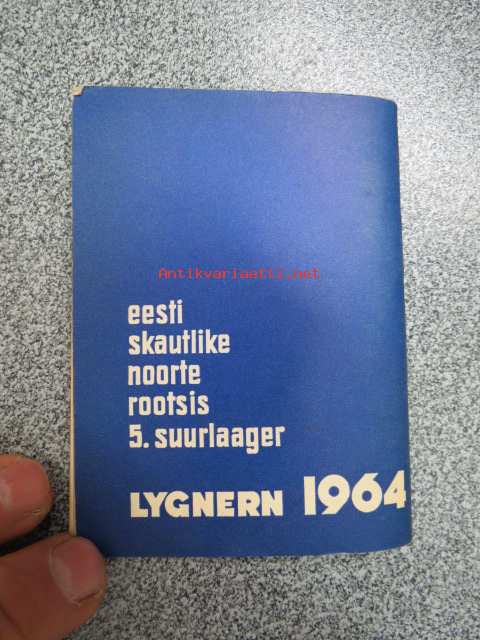 Antikvariaatti.net
eesti
skautlike
noorte
rootsis
5. suurlaager
LYGNERN 1964